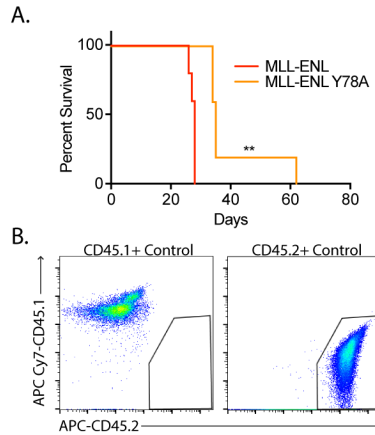 A.
Percent Survival
100
50
0
0 20 40 60 80
Days
MLL-ENL
MLL-ENL Y78A
**
B.
CD45.1+ Control
CD45.2+ Control
APC Cy7-CD45.1
APC-CD45.2